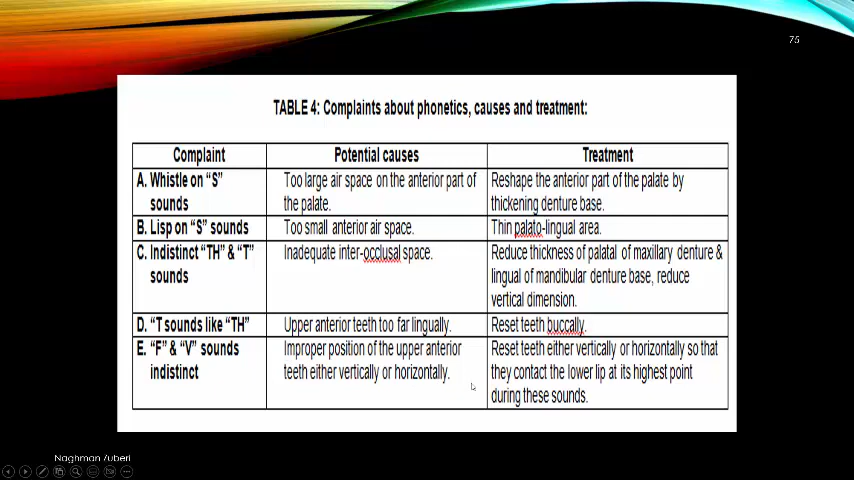 75
TABLE 4: Complaints about phonetics, causes and treatment:
Complaint
Potential causes
Treatment
A. Whistle on “S”
sounds
Too large air space on the anterior part of
the palate.
Reshape the anterior part of the palate by
thickening denture base.
B. Lisp on “S” sounds
Too small anterior air space.
Thin palato-lingual area.
C. Indistinct “TH” & “T”
sounds
Inadequate inter-occlusal space.
Reduce thickness of palatal of maxillary denture &
lingual of mandibular denture base, reduce
vertical dimension.
D. “T sounds like “TH”
Upper anterior teeth too far lingually.
Reset teeth buccally.
E. “F” & “V” sounds
indistinct
Improper position of the upper anterior
teeth either vertically or horizontally.
Reset teeth either vertically or horizontally so that
they contact the lower lip at its highest point
during these sounds.
Naghman Zuberi